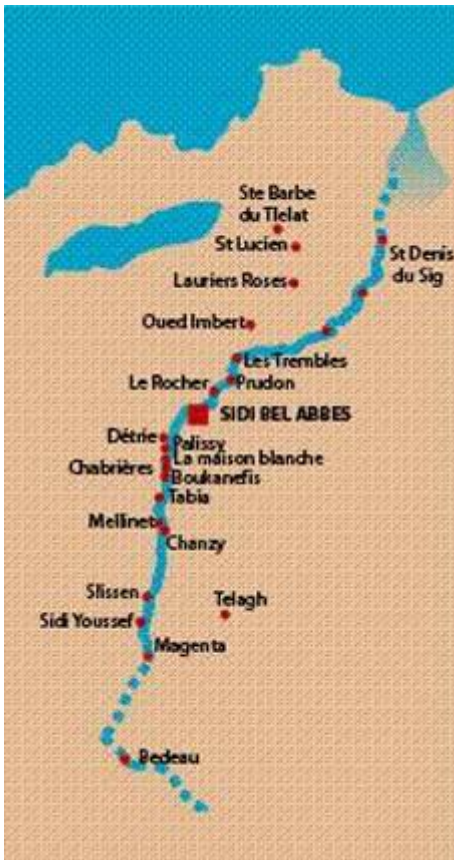 Ste Barbe
du Tlelat
St Lucien
St Denis
du Sig
Lauriers Roses
Oued Imbert
Les Trembles
Le Rocher
Prudon
SIDI BEL ABBES
Détrie
Palissy
La maison blanche
Chabrières
Boukanefis
Tabia
Mellinet
Chanzy
Slissen
Telagh
Sidi Youssef
Magenta
Bedeau